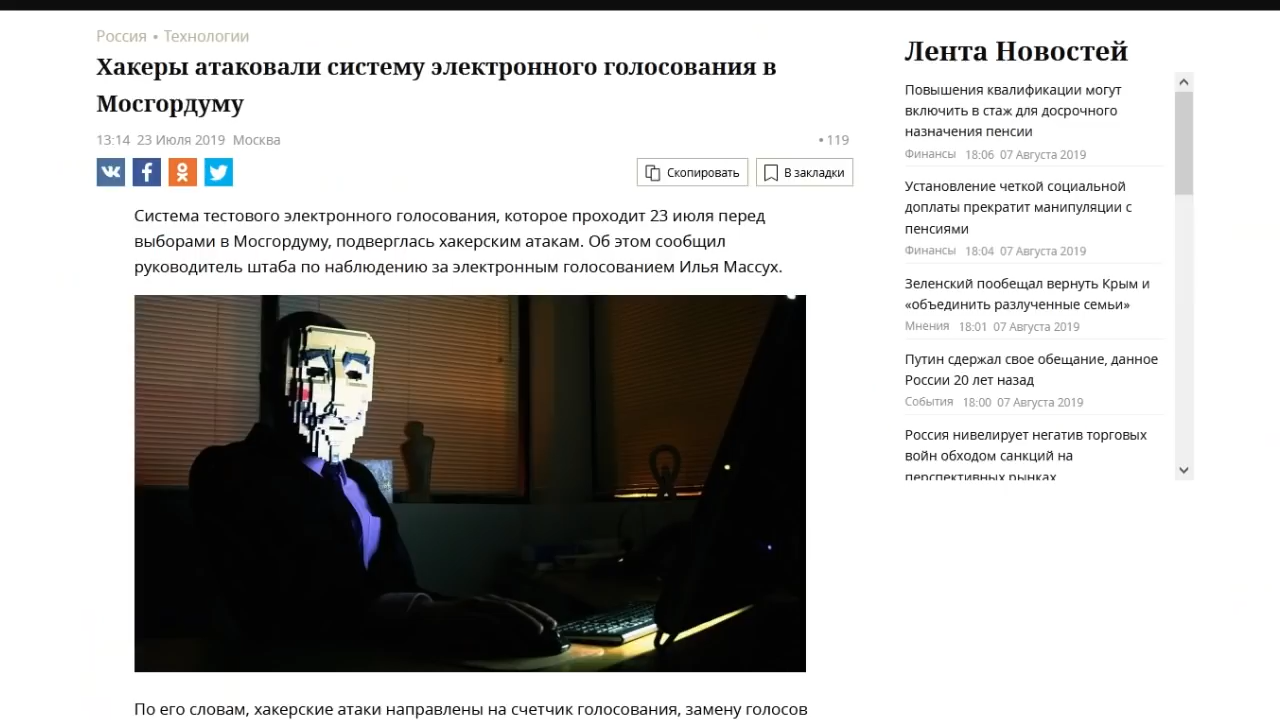 Россия • Технологии
Хакеры атаковали систему электронного голосования в
Мосгордуму
13:14 23 Июля 2019 Москва
• 119
Скопировать
В закладки
Система тестового электронного голосования, которое проходит 23 июля перед
выборами в Мосгордуму, подверглась хакерским атакам. Об этом сообщил
руководитель штаба по наблюдению за электронным голосованием Илья Массух.
По его словам, хакерские атаки направлены на счетчик голосования, замену голосов
Лента Новостей
Повышения квалификации могут
включить в стаж для досрочного
назначения пенсии
Финансы 18:06 07 Августа 2019
Установление четкой социальной
доплаты прекратит манипуляции с
пенсиями
Финансы 18:04 07 Августа 2019
Зеленский пообещал вернуть Крым и
«объединить разлученные семьи»
Мнения 18:01 07 Августа 2019
Путин сдержал свое обещание, данное
России 20 лет назад
События 18:00 07 Августа 2019
Россия нивелирует негатив торговых
войн обходом санкций на
перспективных рынках